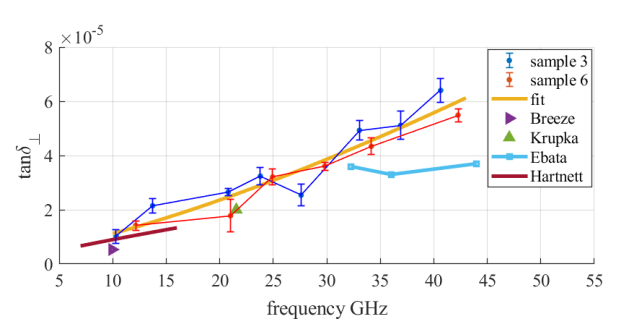 ×10⁻⁵
8
6
4
2
0
tanδ⊥
5 10 15 20 25 30 35 40 45 50 55
frequency GHz
sample 3
sample 6
fit
Breeze
Krupka
Ebata
Hartnett